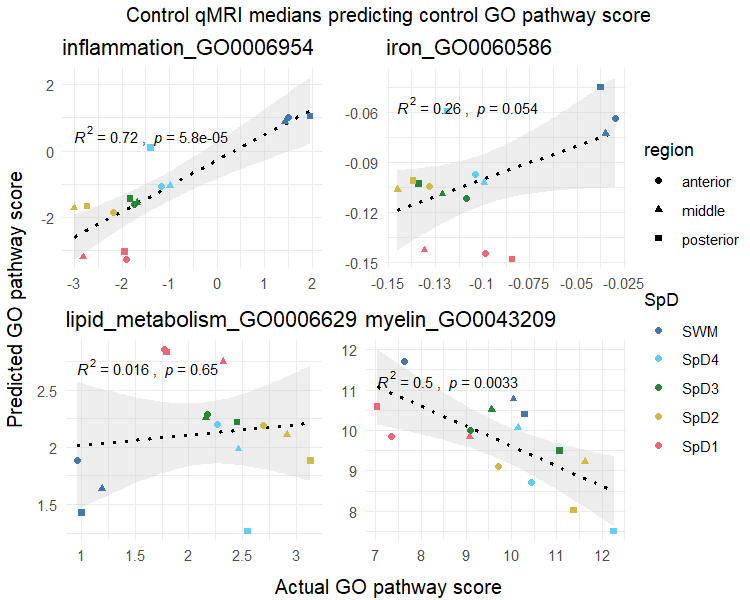 Control qMRI medians predicting control GO pathway score
inflammation_GO0006954
iron_GO0060586
2
0
-2
R2 = 0.72 , p = 5.8e-05
-3
-2
-1
0
1
2
-0.06
-0.09
-0.12
-0.15
R2 = 0.26 , p = 0.054
-0.15
-0.13
-0.1
-0.075
-0.05
-0.025
lipid_metabolism_GO0006629
myelin_GO0043209
2.5
2
1.5
R2 = 0.016 , p = 0.65
1
1.5
2
2.5
3
12
11
10
9
8
R2 = 0.5 , p = 0.0033
7
8
9
10
11
12
Predicted GO pathway score
Actual GO pathway score
region
anterior
middle
posterior
SpD
SWM
SpD4
SpD3
SpD2
SpD1